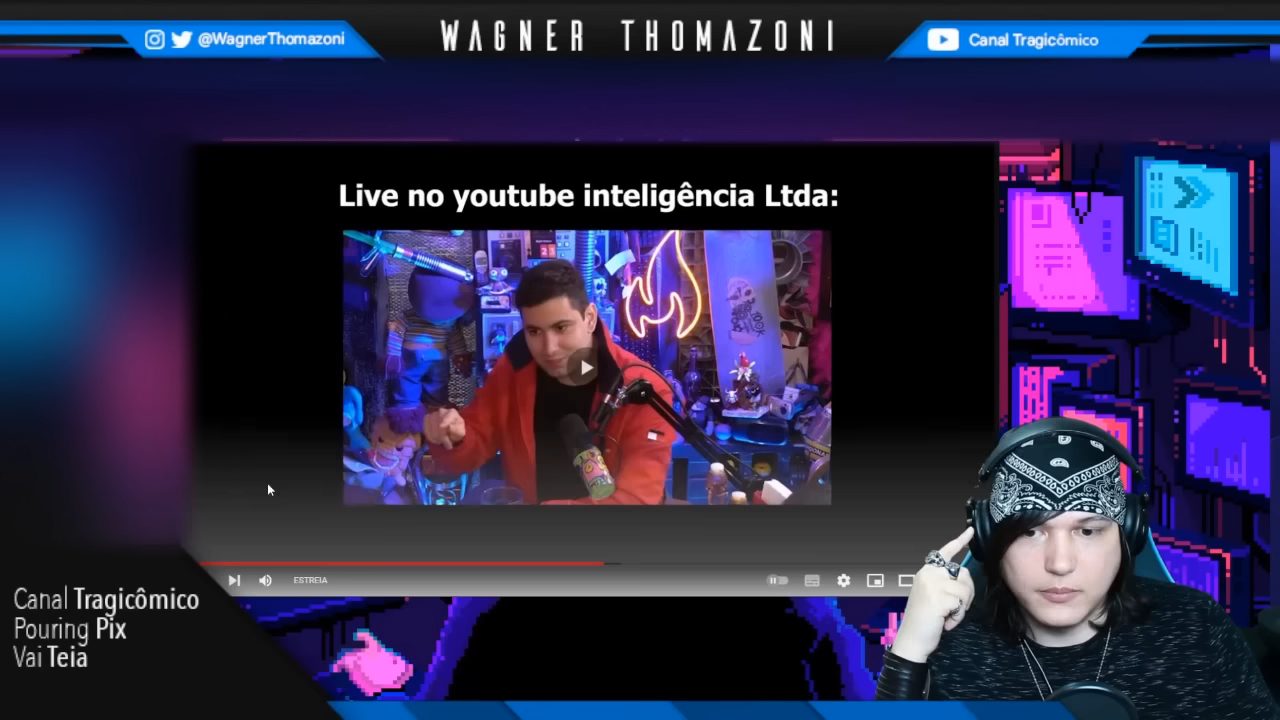 WAGNER THOMAZONI
@WagnerThomazoni
Canal Tragicômico
Live no youtube inteligência Ltda:
ESTREIA
Canal Tragicômico
Pouring Pix
Vai Teia